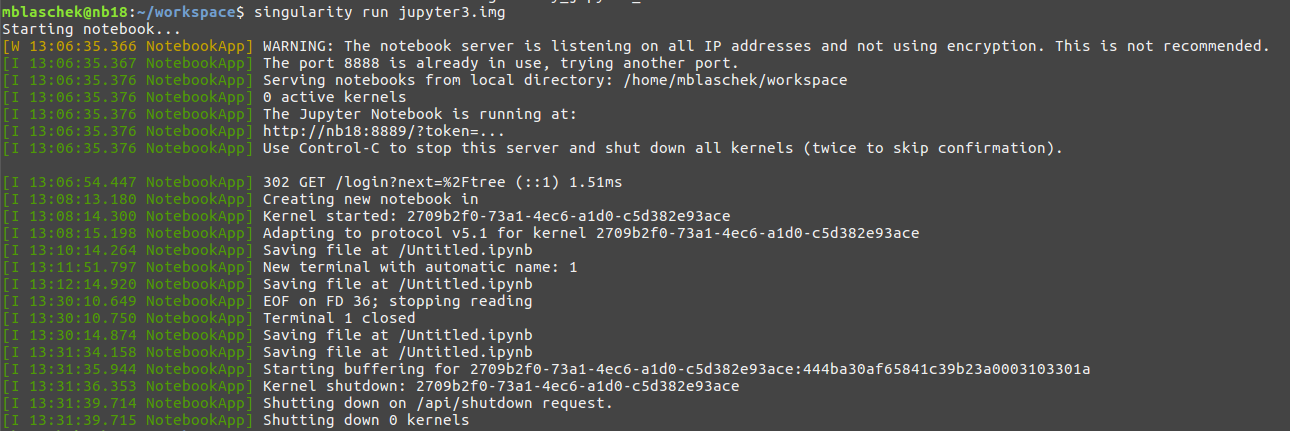 mblaschek@nb18:~/workspace$ singularity run jupyter3.img
Starting notebook...
[W 13:06:35.366 NotebookApp] WARNING: The notebook server is listening on all IP addresses and not using encryption. This is not recommended.
[I 13:06:35.367 NotebookApp] The port 8888 is already in use, trying another port.
[I 13:06:35.376 NotebookApp] Serving notebooks from local directory: /home/mblaschek/workspace
[I 13:06:35.376 NotebookApp] 0 active kernels
[I 13:06:35.376 NotebookApp] The Jupyter Notebook is running at:
[I 13:06:35.376 NotebookApp] http://nb18:8889/?token=...
[I 13:06:35.376 NotebookApp] Use Control-C to stop this server and shut down all kernels (twice to skip confirmation).
[I 13:06:54.447 NotebookApp] 302 GET /login?next=%2Ftree (::1) 1.51ms
[I 13:08:13.180 NotebookApp] Creating new notebook in
[I 13:08:14.300 NotebookApp] Kernel started: 2709b2f0-73a1-4ec6-a1d0-c5d382e93ace
[I 13:08:15.198 NotebookApp] Adapting to protocol v5.1 for kernel 2709b2f0-73a1-4ec6-a1d0-c5d382e93ace
[I 13:10:14.264 NotebookApp] Saving file at /Untitled.ipynb
[I 13:11:51.797 NotebookApp] New terminal with automatic name: 1
[I 13:12:14.920 NotebookApp] Saving file at /Untitled.ipynb
[I 13:30:10.649 NotebookApp] EOF on FD 36; stopping reading
[I 13:30:10.750 NotebookApp] Terminal 1 closed
[I 13:30:14.874 NotebookApp] Saving file at /Untitled.ipynb
[I 13:31:34.158 NotebookApp] Saving file at /Untitled.ipynb
[I 13:31:35.944 NotebookApp] Starting buffering for 2709b2f0-73a1-4ec6-a1d0-c5d382e93ace:444ba30af65841c39b23a0003103301a
[I 13:31:36.353 NotebookApp] Kernel shutdown: 2709b2f0-73a1-4ec6-a1d0-c5d382e93ace
[I 13:31:39.714 NotebookApp] Shutting down on /api/shutdown request.
[I 13:31:39.715 NotebookApp] Shutting down 0 kernels